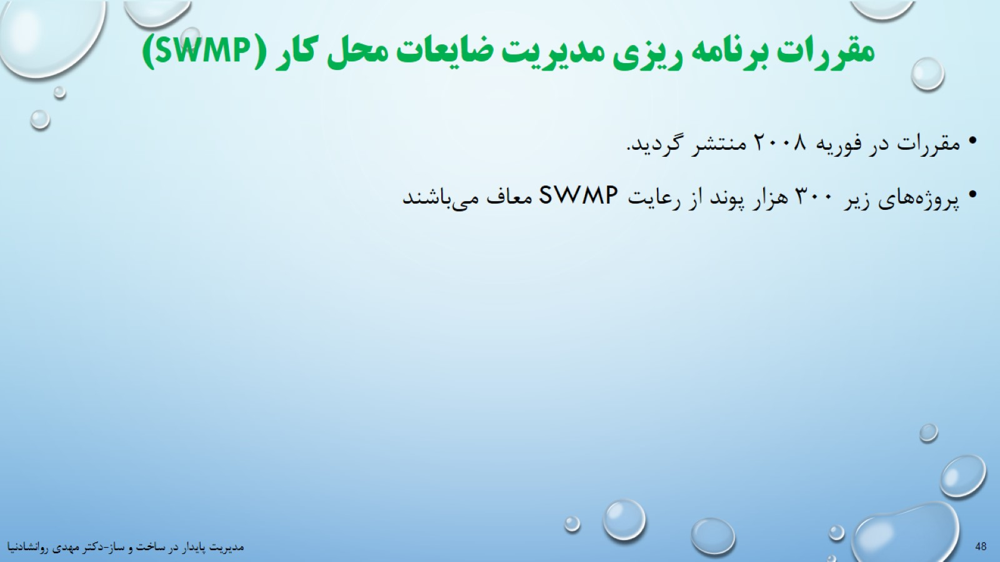 مقررات برنامه ریزی مدیریت ضایعات محل کار (SWMP)
• مقررات در فوریه ۲۰۰۸ منتشر گردید.
• پروژه‌های زیر ۳۰۰ هزار پوند از رعایت SWMP معاف می‌باشند
مدیریت پایدار در ساخت و ساز-دکتر مهدی روانشادنیا
48